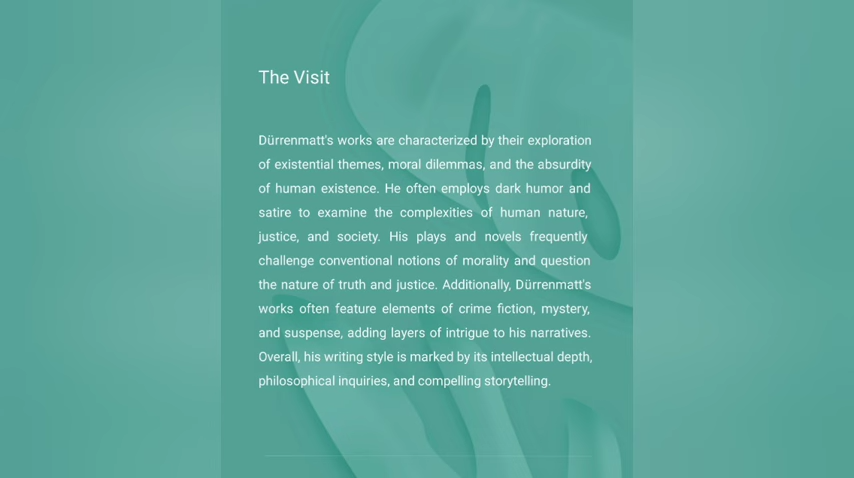 The Visit
Dürrenmatt's works are characterized by their exploration
of existential themes, moral dilemmas, and the absurdity
of human existence. He often employs dark humor and
satire to examine the complexities of human nature,
justice, and society. His plays and novels frequently
challenge conventional notions of morality and question
the nature of truth and justice. Additionally, Dürrenmatt's
works often feature elements of crime fiction, mystery,
and suspense, adding layers of intrigue to his narratives.
Overall, his writing style is marked by its intellectual depth,
philosophical inquiries, and compelling storytelling.